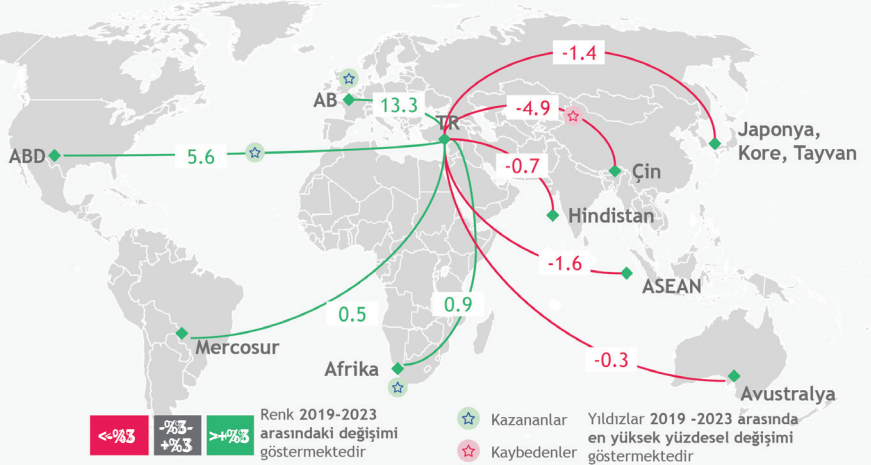 -1.4
AB
13.3
-4.9
TR
Japonya,
Kore, Tayvan
ABD
5.6
-0.7
Çin
Hindistan
-1.6
ASEAN
0.5
0.9
Mercosur
Afrika
-0.3
Avustralya
<-%3
-%3-
+%3
>+%3
Renk 2019-2023
arasındaki değişimi
göstermektedir
Kazananlar
Kaybedenler
Yıldızlar 2019 -2023 arasında
en yüksek yüzdesel değişimi
göstermektedir